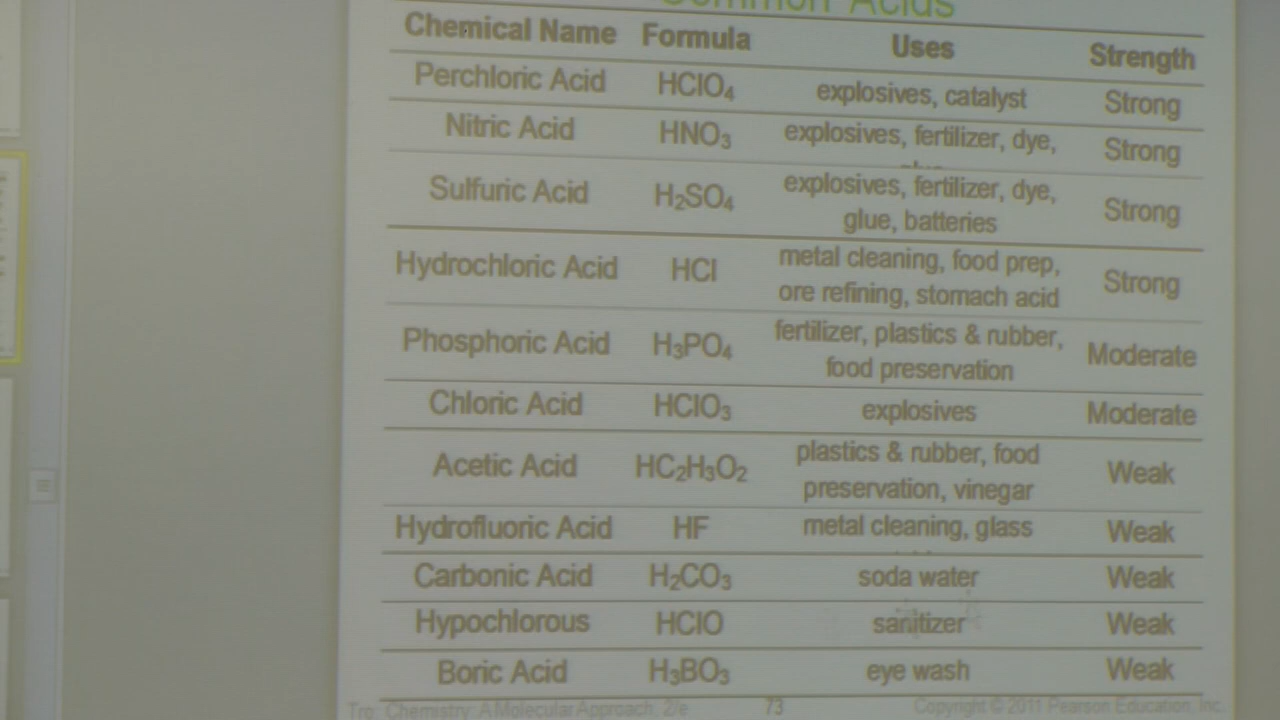 Common Acids
Chemical Name Formula Uses Strength
Perchloric Acid HClO₄ explosives, catalyst Strong
Nitric Acid HNO₃ explosives, fertilizer, dye, Strong
Sulfuric Acid H₂SO₄ explosives, fertilizer, dye, glue, batteries Strong
Hydrochloric Acid HCl metal cleaning, food prep, ore refining, stomach acid Strong
Phosphoric Acid H₃PO₄ fertilizer, plastics & rubber, food preservation Moderate
Chloric Acid HClO₃ explosives Moderate
Acetic Acid HC₂H₃O₂ plastics & rubber, food preservation, vinegar Weak
Hydrofluoric Acid HF metal cleaning, glass Weak
Carbonic Acid H₂CO₃ soda water Weak
Hypochlorous HClO sanitizer Weak
Boric Acid H₃BO₃ eye wash Weak
Tro: Chemistry: A Molecular Approach, 2/e 73 Copyright © 2011 Pearson Education, Inc.